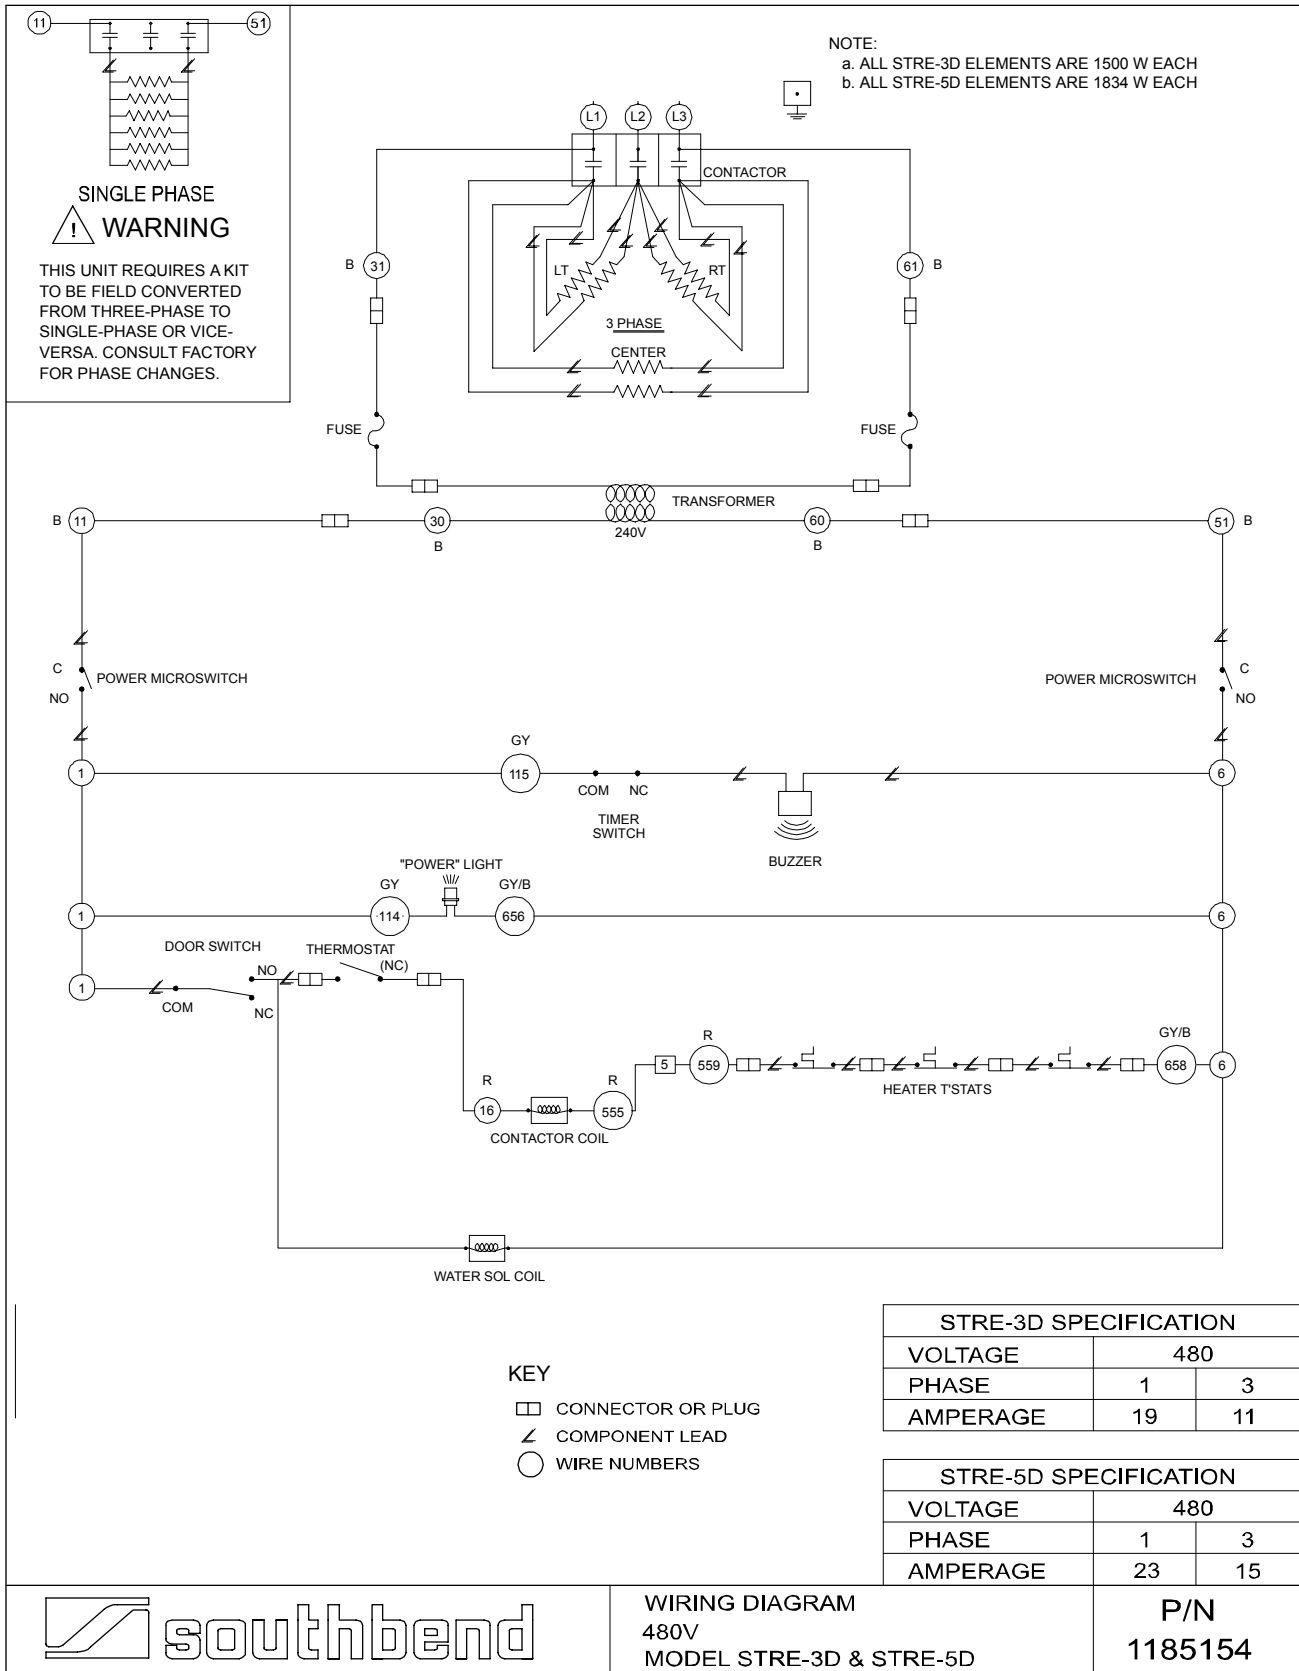 11
51
SINGLE PHASE
! WARNING
THIS UNIT REQUIRES A KIT
TO BE FIELD CONVERTED
FROM THREE-PHASE TO
SINGLE-PHASE OR VICE-
VERSA. CONSULT FACTORY
FOR PHASE CHANGES.
NOTE:
a. ALL STRE-3D ELEMENTS ARE 1500 W EACH
b. ALL STRE-5D ELEMENTS ARE 1834 W EACH
L1 L2 L3
CONTACTOR
B 31
61 B
LT RT
3 PHASE
CENTER
FUSE
FUSE
TRANSFORMER
B 11
30
B
240V
60
B
51 B
C
NO
POWER MICROSWITCH
POWER MICROSWITCH
C
NO
1
GY
115
COM NC
TIMER
SWITCH
BUZZER
6
"POWER" LIGHT
1
GY
114
GY/B
656
6
DOOR SWITCH
THERMOSTAT
(NC)
1
COM
NO
NC
R
16
CONTACTOR COIL
R
555
5
R
559
HEATER T'STATS
GY/B
658
6
WATER SOL COIL
KEY
CONNECTOR OR PLUG
COMPONENT LEAD
WIRE NUMBERS
STRE-3D SPECIFICATION
VOLTAGE 480
PHASE 1 3
AMPERAGE 19 11
STRE-5D SPECIFICATION
VOLTAGE 480
PHASE 1 3
AMPERAGE 23 15
southbend
WIRING DIAGRAM
480V
MODEL STRE-3D & STRE-5D
P/N
1185154